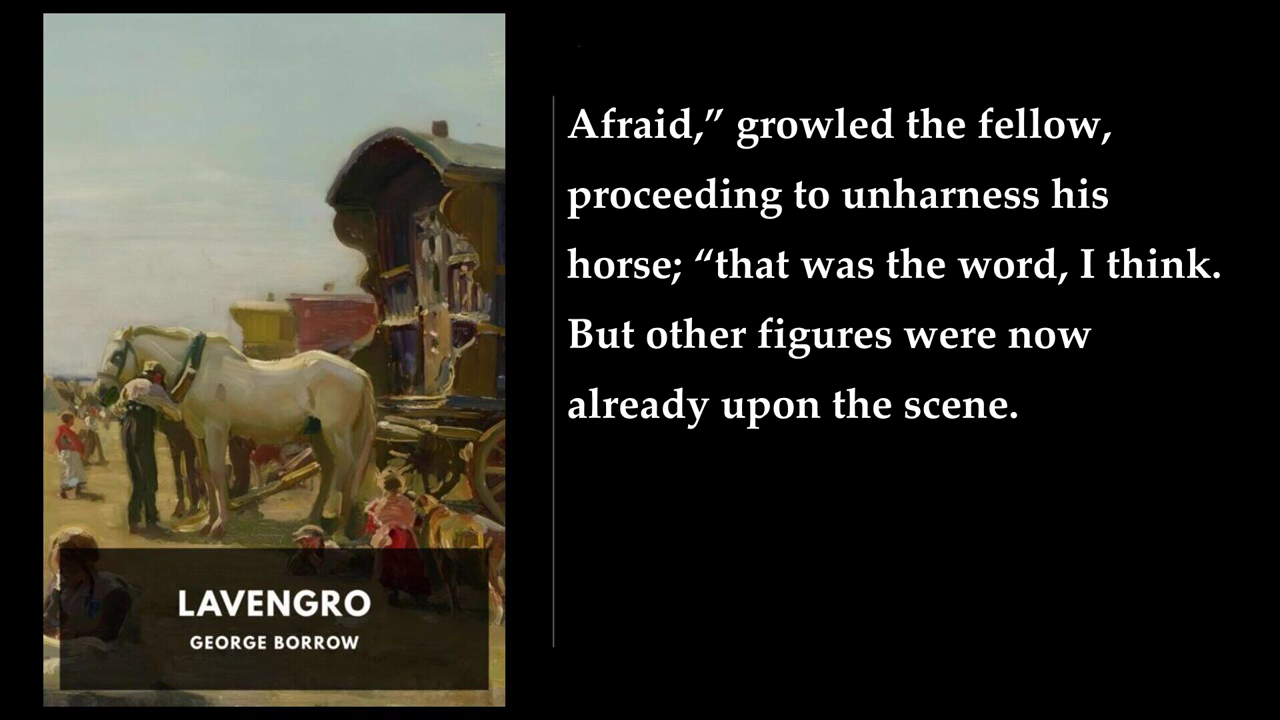 LAVENGRO
GEORGE BORROW
Afraid,” growled the fellow,
proceeding to unharness his
horse; “that was the word, I think.
But other figures were now
already upon the scene.